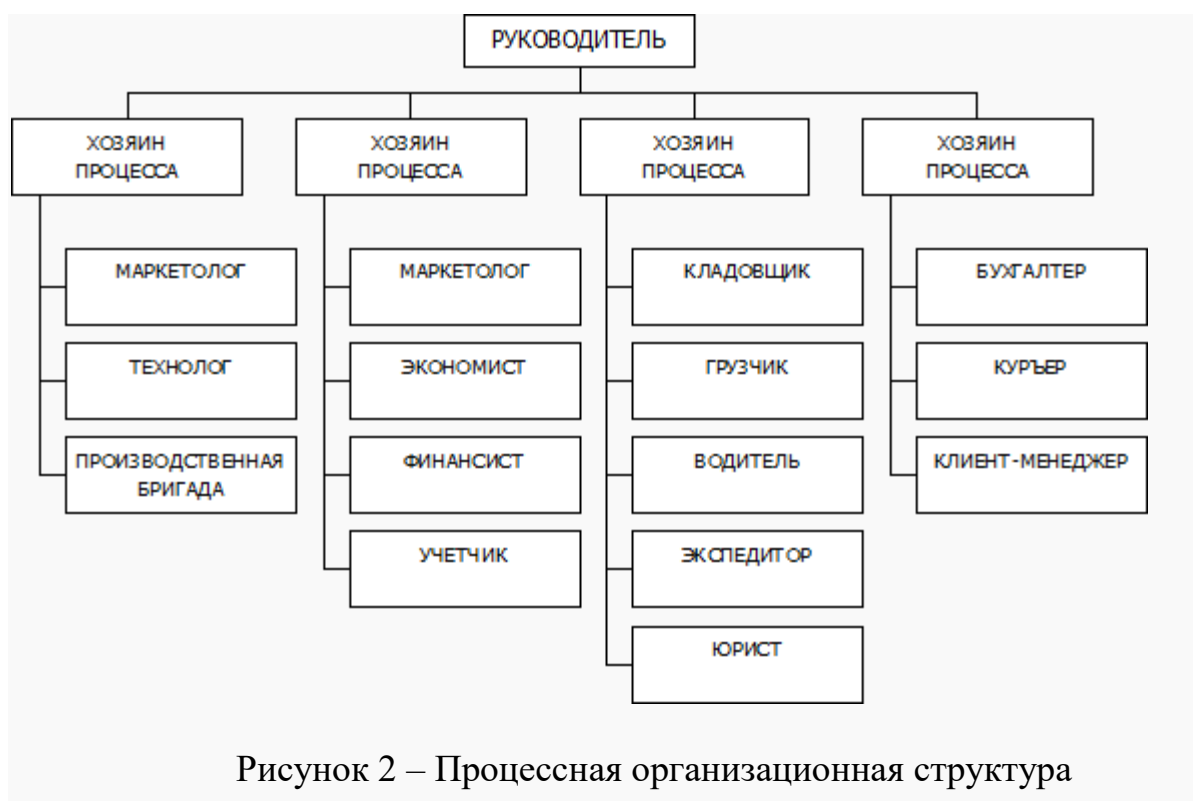 РУКОВОДИТЕЛЬ
ХОЗЯИН
ПРОЦЕССА
ХОЗЯИН
ПРОЦЕССА
ХОЗЯИН
ПРОЦЕССА
ХОЗЯИН
ПРОЦЕССА
МАРКЕТОЛОГ
ТЕХНОЛОГ
ПРОИЗВОДСТВЕННАЯ
БРИГАДА
МАРКЕТОЛОГ
ЭКОНОМИСТ
ФИНАНСИСТ
УЧЕТЧИК
КЛАДОВЩИК
ГРУЗЧИК
ВОДИТЕЛЬ
ЭКСПЕДИТОР
ЮРИСТ
БУХГАЛТЕР
КУРЪЕР
КЛИЕНТ-МЕНЕДЖЕР
Рисунок 2 – Процессная организационная структура